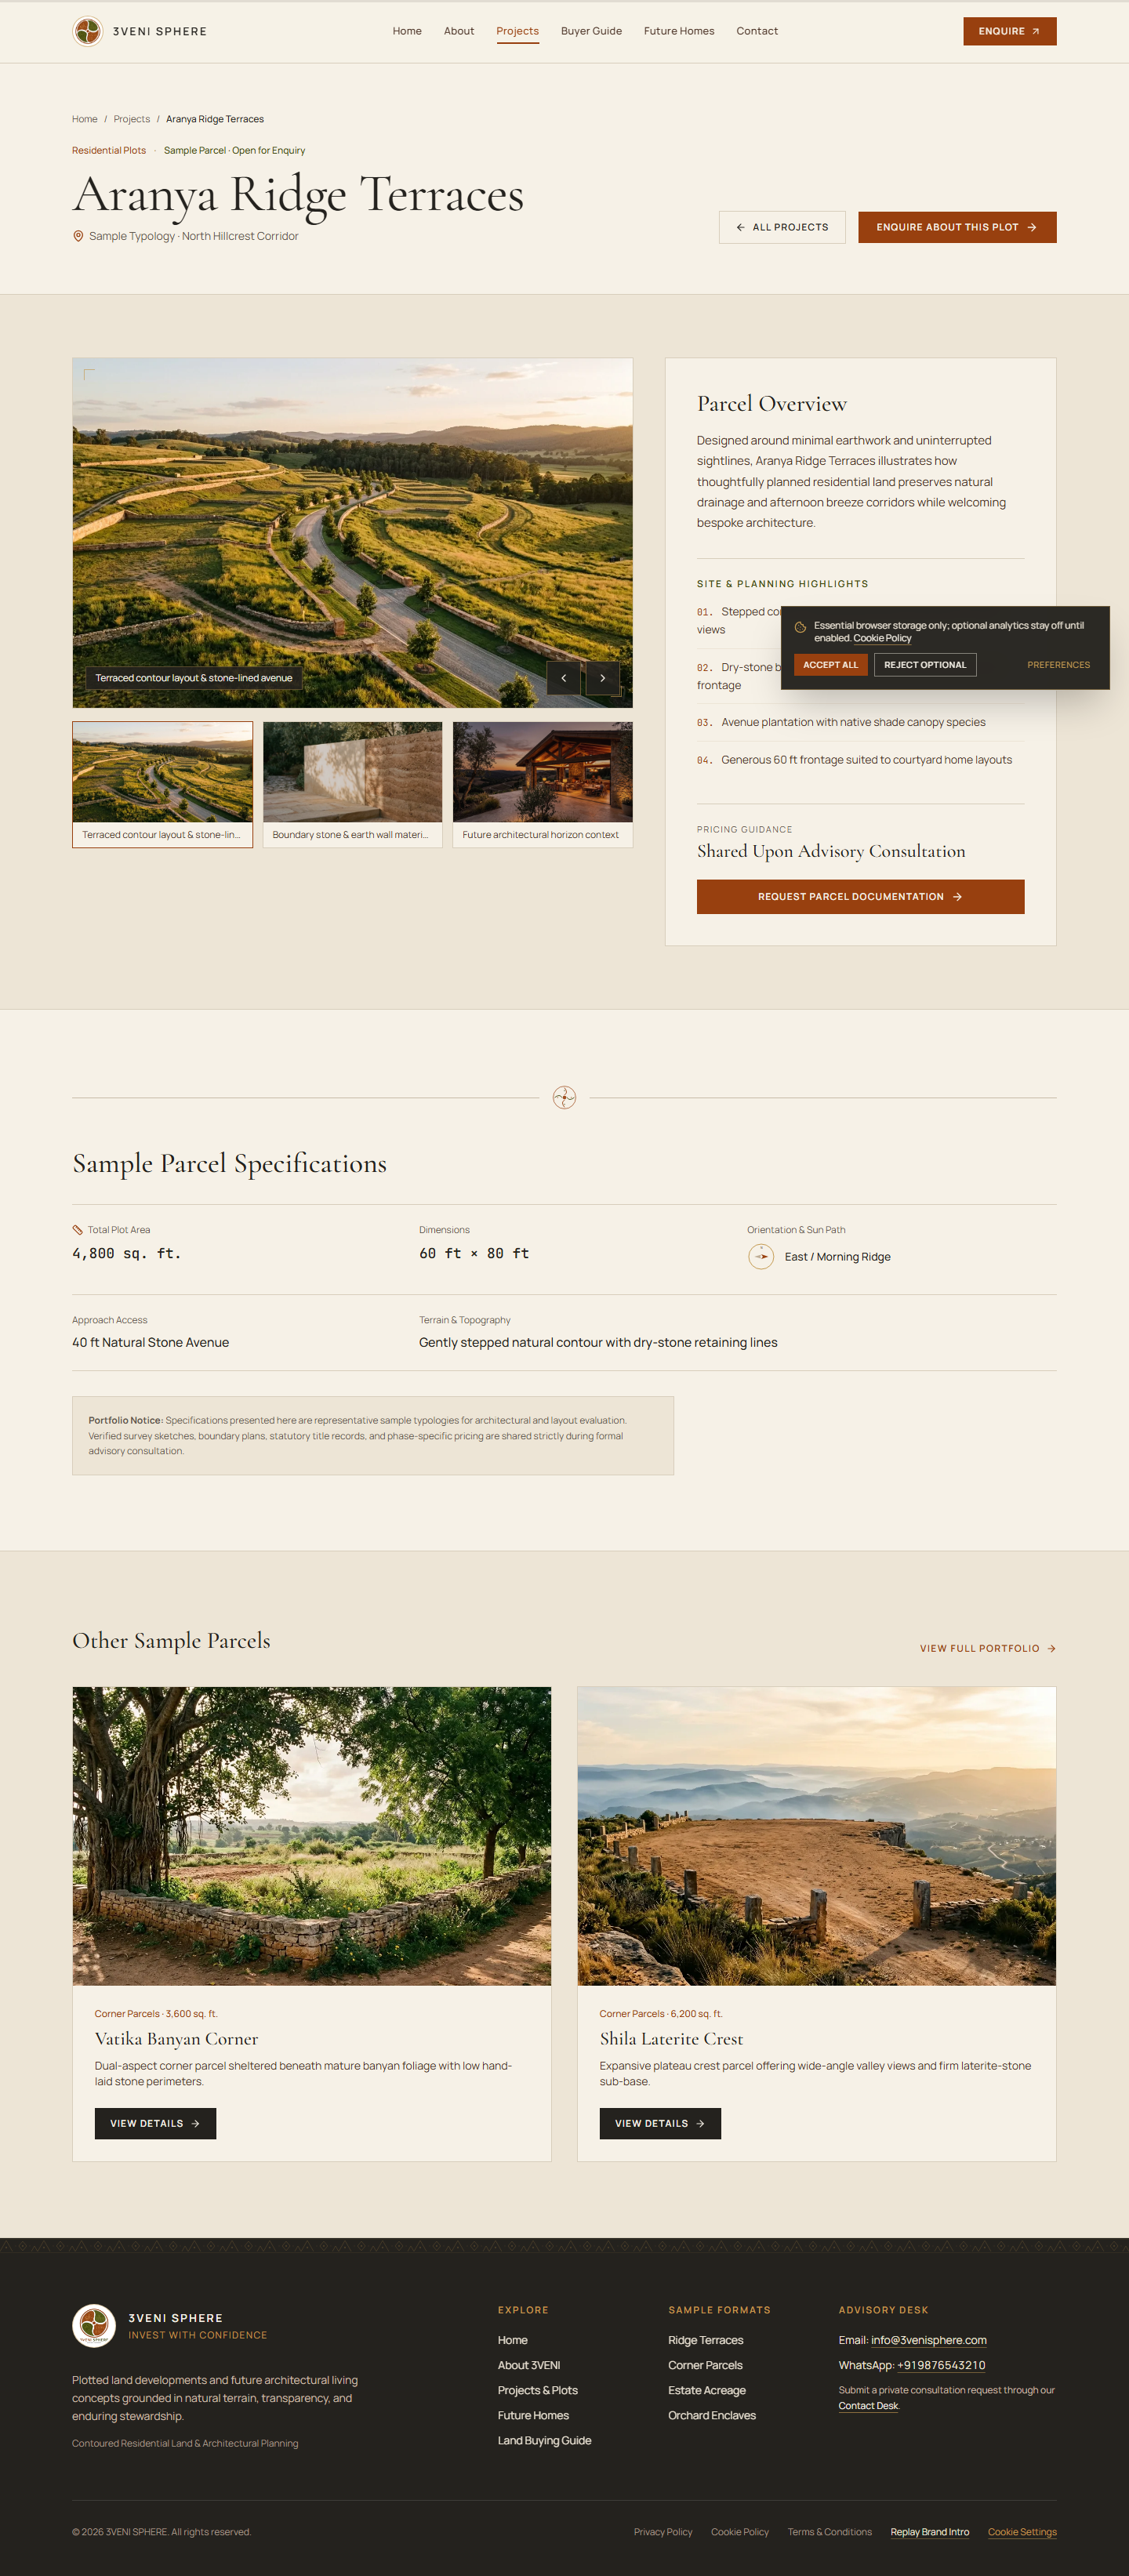 3VENI SPHERE
Home
About
Projects
Buyer Guide
Future Homes
Contact
ENQUIRE
Home / Projects / Aranya Ridge Terraces
Residential Plots · Sample Parcel · Open for Enquiry
Aranya Ridge Terraces
Sample Typology · North Hillcrest Corridor
ALL PROJECTS
ENQUIRE ABOUT THIS PLOT
Terraced contour layout & stone-lined avenue
Terraced contour layout & stone-lin...
Boundary stone & earth wall materi...
Future architectural horizon context
Parcel Overview
Designed around minimal earthwork and uninterrupted
sightlines, Aranya Ridge Terraces illustrates how
thoughtfully planned residential land preserves natural
drainage and afternoon breeze corridors while welcoming
bespoke architecture.
SITE & PLANNING HIGHLIGHTS
01. Stepped
views
02. Dry-stone
frontage
03. Avenue plantation with native shade canopy species
04. Generous 60 ft frontage suited to courtyard home layouts
Essential browser storage only; optional analytics stay off until
enabled. Cookie Policy
ACCEPT ALL
REJECT OPTIONAL
PREFERENCES
PRICING GUIDANCE
Shared Upon Advisory Consultation
REQUEST PARCEL DOCUMENTATION
Sample Parcel Specifications
Total Plot Area
4,800 sq. ft.
Dimensions
60 ft × 80 ft
Orientation & Sun Path
East / Morning Ridge
Approach Access
40 ft Natural Stone Avenue
Terrain & Topography
Gently stepped natural contour with dry-stone retaining lines
Portfolio Notice: Specifications presented here are representative sample typologies for architectural and layout evaluation.
Verified survey sketches, boundary plans, statutory title records, and phase-specific pricing are shared strictly during formal
advisory consultation.
Other Sample Parcels
VIEW FULL PORTFOLIO
Corner Parcels · 3,600 sq. ft.
Vatika Banyan Corner
Dual-aspect corner parcel sheltered beneath mature banyan foliage with low hand-
laid stone perimeters.
VIEW DETAILS
Corner Parcels · 6,200 sq. ft.
Shila Laterite Crest
Expansive plateau crest parcel offering wide-angle valley views and firm laterite-stone
sub-base.
VIEW DETAILS
3VENI SPHERE
INVEST WITH CONFIDENCE
Plotted land developments and future architectural living
concepts grounded in natural terrain, transparency, and
enduring stewardship.
Contoured Residential Land & Architectural Planning
EXPLORE
Home
About 3VENI
Projects & Plots
Future Homes
Land Buying Guide
SAMPLE FORMATS
Ridge Terraces
Corner Parcels
Estate Acreage
Orchard Enclaves
ADVISORY DESK
Email: info@3venisphere.com
WhatsApp: +919876543210
Submit a private consultation request through our
Contact Desk.
© 2026 3VENI SPHERE. All rights reserved.
Privacy Policy
Cookie Policy
Terms & Conditions
Replay Brand Intro
Cookie Settings